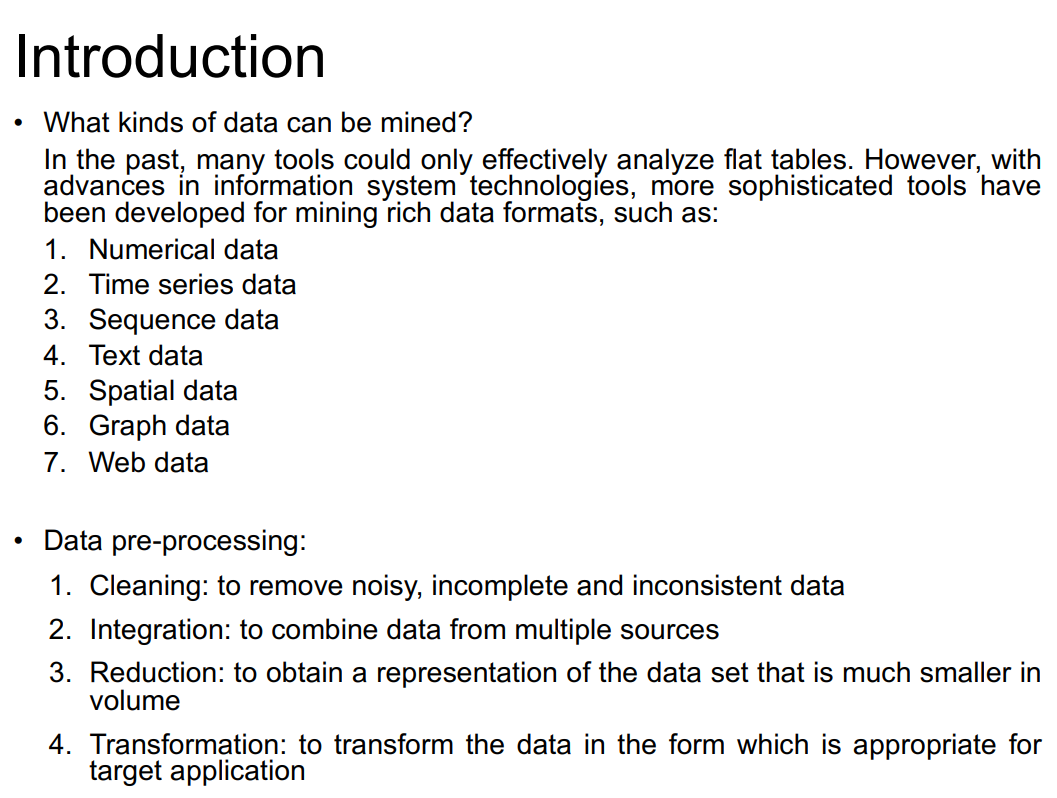 Introduction
• What kinds of data can be mined?
In the past, many tools could only effectively analyze flat tables. However, with
advances in information system technologies, more sophisticated tools have
been developed for mining rich data formats, such as:
1. Numerical data
2. Time series data
3. Sequence data
4. Text data
5. Spatial data
6. Graph data
7. Web data
• Data pre-processing:
1. Cleaning: to remove noisy, incomplete and inconsistent data
2. Integration: to combine data from multiple sources
3. Reduction: to obtain a representation of the data set that is much smaller in
volume
4. Transformation: to transform the data in the form which is appropriate for
target application